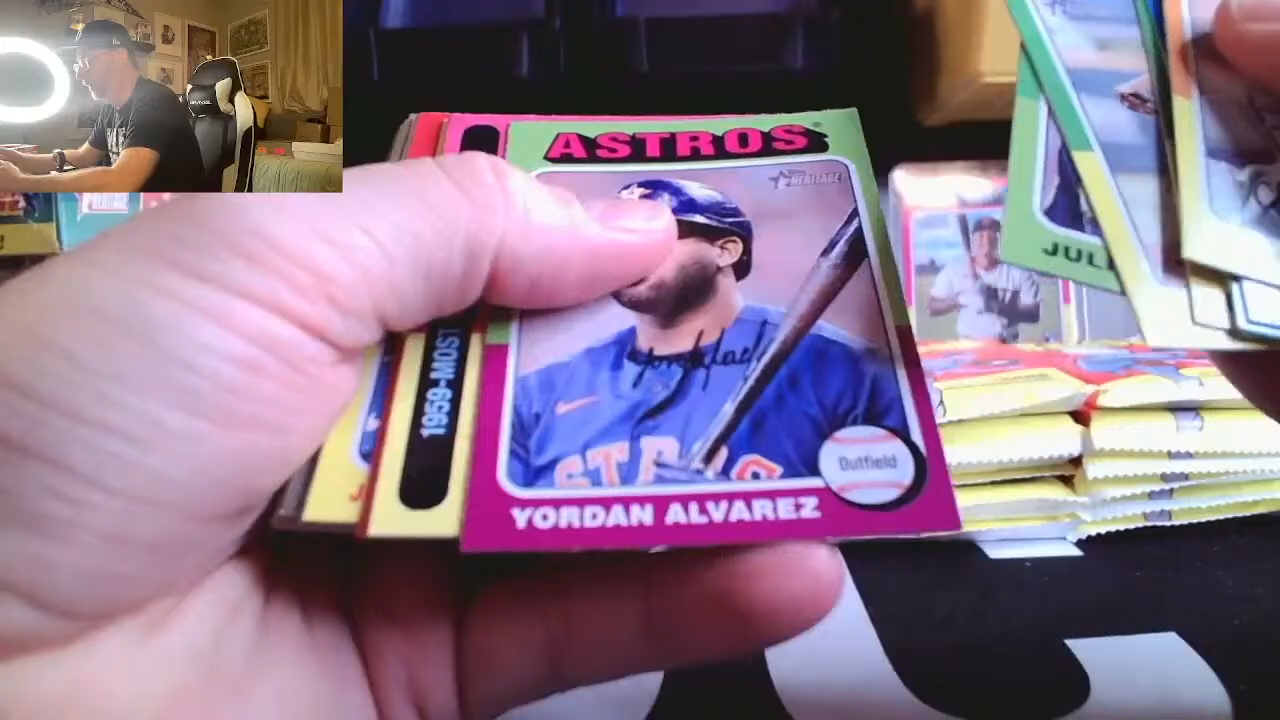 ASTROS
HERITAGE
Outfield
YORDAN ALVAREZ
1959-MOST
JUL